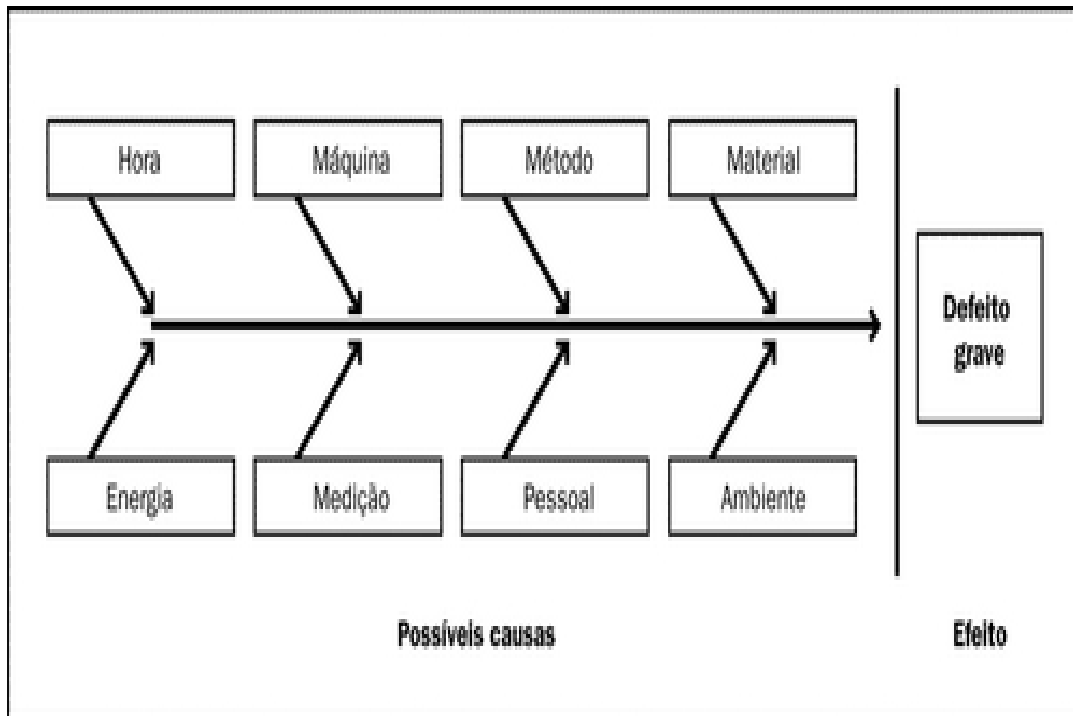 Hora
Máquina
Método
Material
Defeito
grave
Energia
Medição
Pessoal
Ambiente
Possíveis causas
Efeito